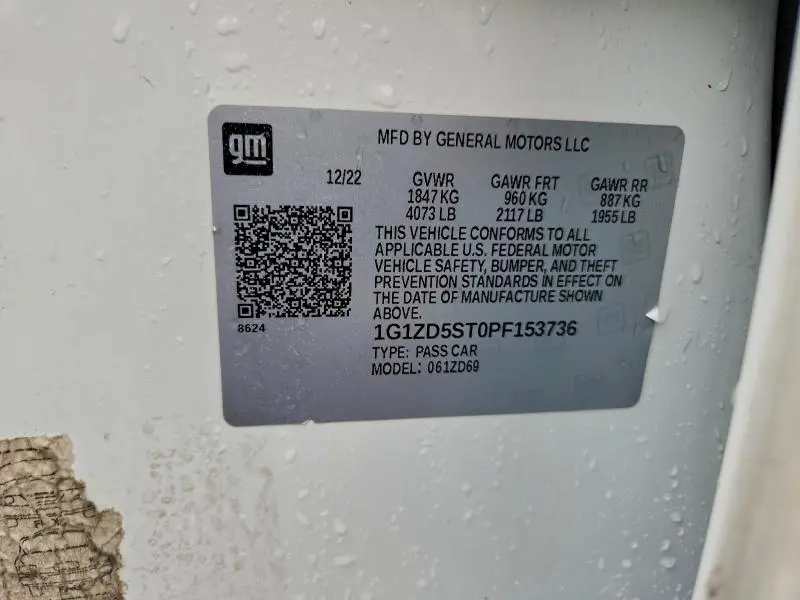 gm
MFD BY GENERAL MOTORS LLC
12/22 GVWR GAWR FRT GAWR RR
1847 KG 960 KG 887 KG
4073 LB 2117 LB 1955 LB
THIS VEHICLE CONFORMS TO ALL
APPLICABLE U.S. FEDERAL MOTOR
VEHICLE SAFETY, BUMPER, AND THEFT
PREVENTION STANDARDS IN EFFECT ON
THE DATE OF MANUFACTURE SHOWN
ABOVE.
8624
1G1ZD5ST0PF153736
TYPE: PASS CAR
MODEL: 061ZD69